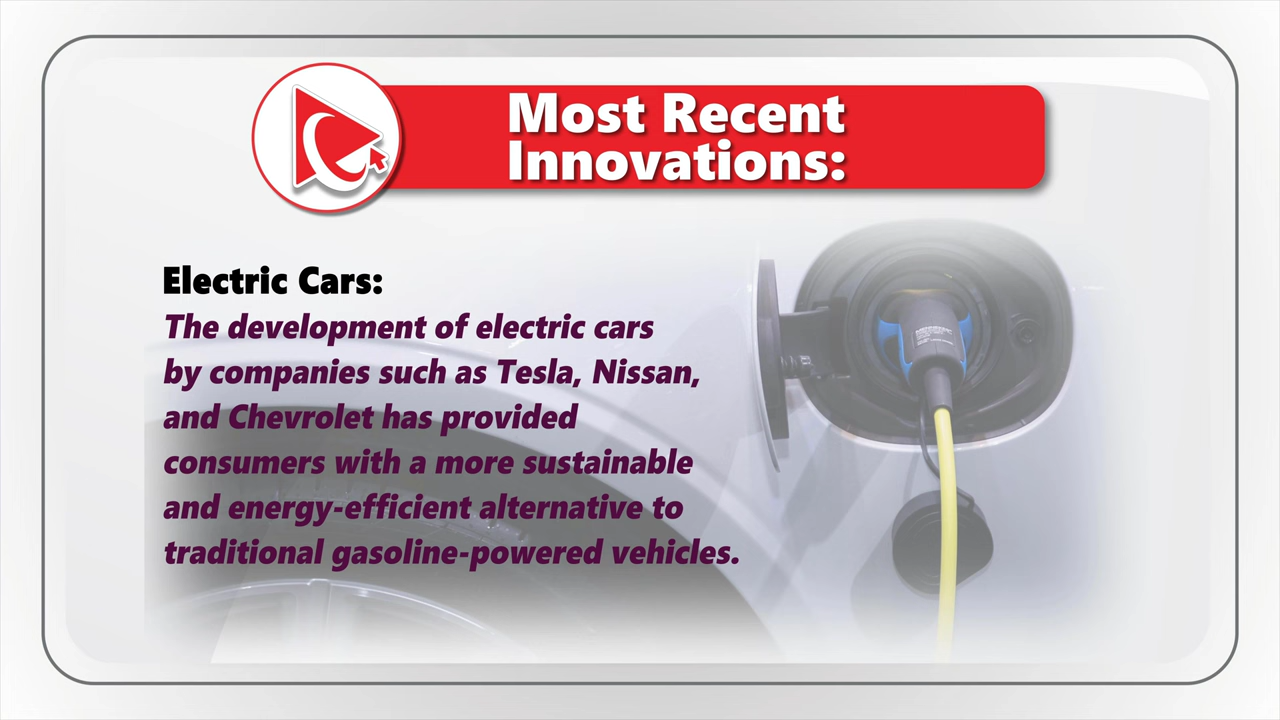 Most Recent
Innovations:
Electric Cars:
The development of electric cars
by companies such as Tesla, Nissan,
and Chevrolet has provided
consumers with a more sustainable
and energy-efficient alternative to
traditional gasoline-powered vehicles.